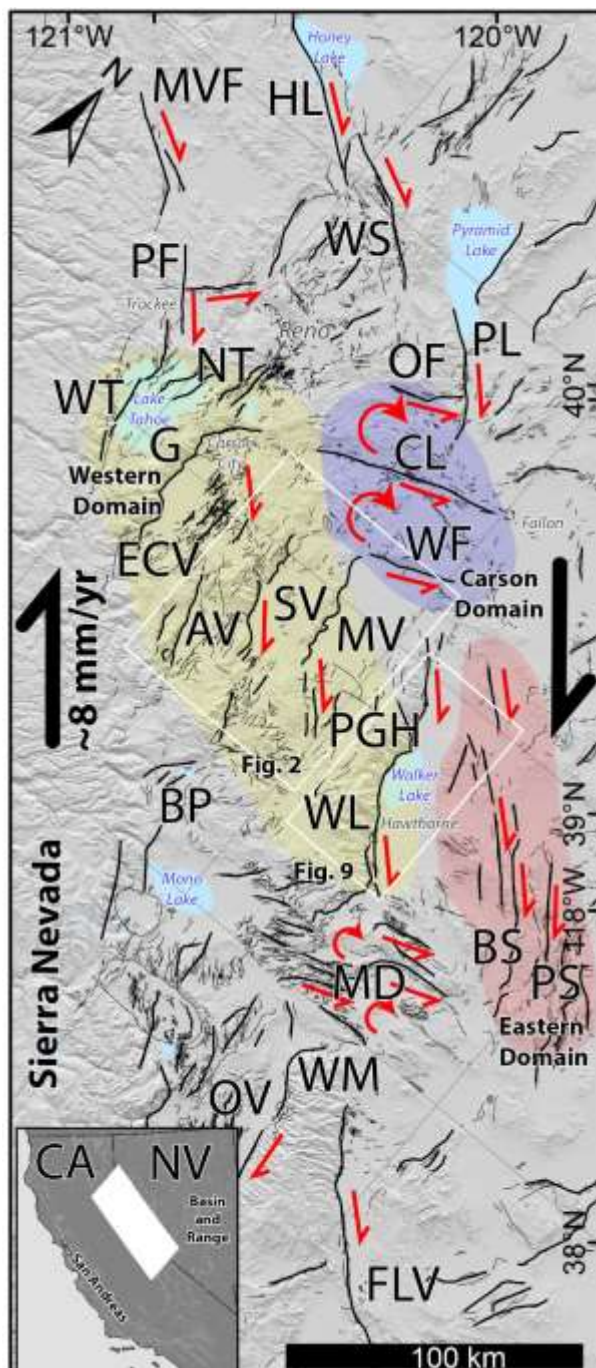 121°W
120°W
Honey
Lake
N
MVF
HL
WS
Pyramid
Lake
PF
Truckee
Reno
PL
NT
OF
40°N
WT
Lake
Tahoe
G
Carson
City
CL
Western
Domain
Fallon
ECV
WF
Carson
Domain
SV
AV
MV
~8 mm/yr
PGH
Fig. 2
Walker
Lake
BP
WL
Hawthorne
39°N
Fig. 9
Mono
Lake
118°W
BS
MD
PS
Sierra Nevada
Eastern
Domain
WM
OV
CA
NV
Basin
and
Range
San Andreas
38°N
FLV
100 km